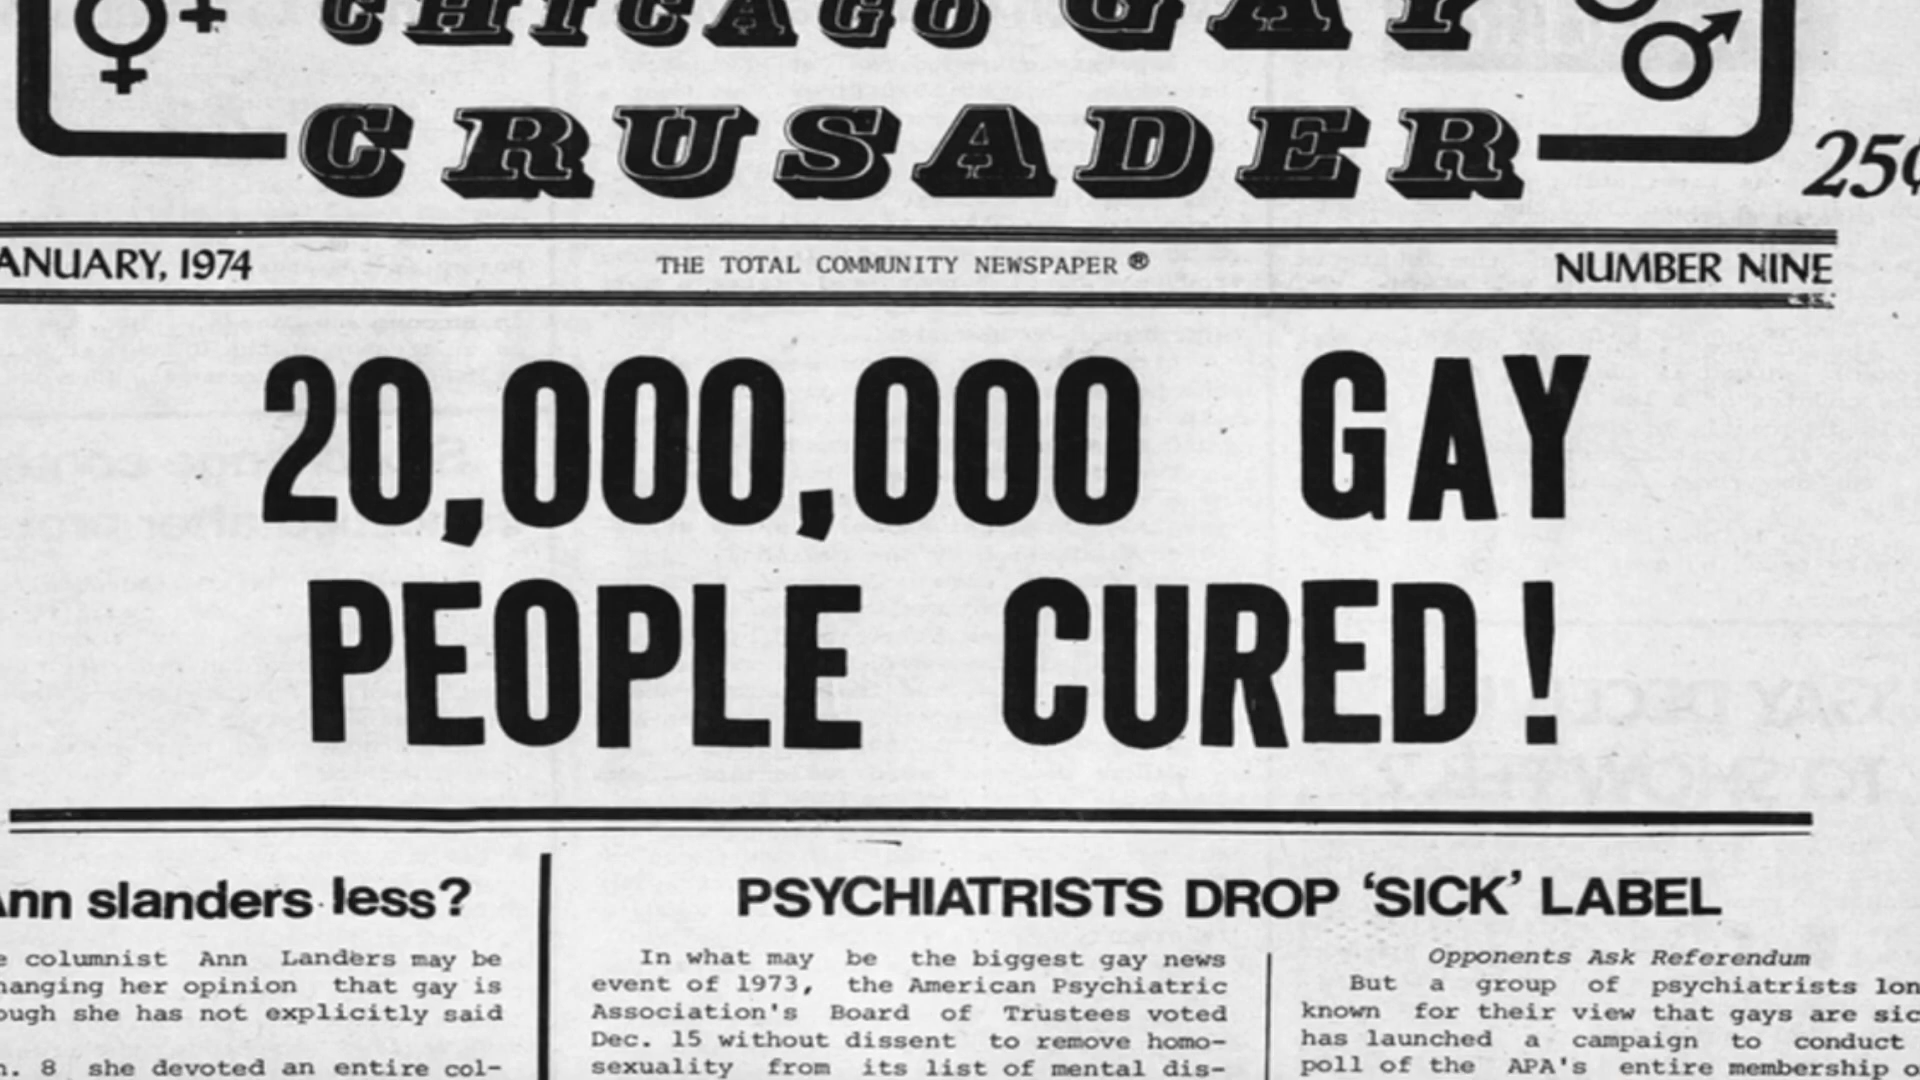 CHICAGO GAY
CRUSADER
25¢
ANUARY, 1974
THE TOTAL COMMUNITY NEWSPAPER ®
NUMBER NINE
20,000,000 GAY
PEOPLE CURED!
Ann slanders less?
columnist Ann Landers may be
hanging her opinion that gay is
ough she has not explicitly said
n. 8 she devoted an entire col-
PSYCHIATRISTS DROP 'SICK' LABEL
In what may be the biggest gay news
event of 1973, the American Psychiatric
Association's Board of Trustees voted
Dec. 15 without dissent to remove homo-
sexuality from its list of mental dis-
Opponents Ask Referendum
But a group of psychiatrists lon
known for their view that gays are sic
has launched a campaign to conduct
poll of the APA's entire membership o